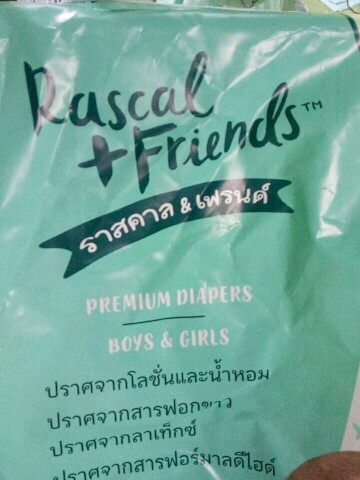 Rascal
+Friends™
ราสคาล & เฟรนด์
PREMIUM DIAPERS
BOYS & GIRLS
ปราศจากโลชั่นและน้ำหอม
ปราศจากสารฟอกขาว
ปราศจากลาเท็กซ์
ปราศจากสารฟอร์มาลดีไฮด์